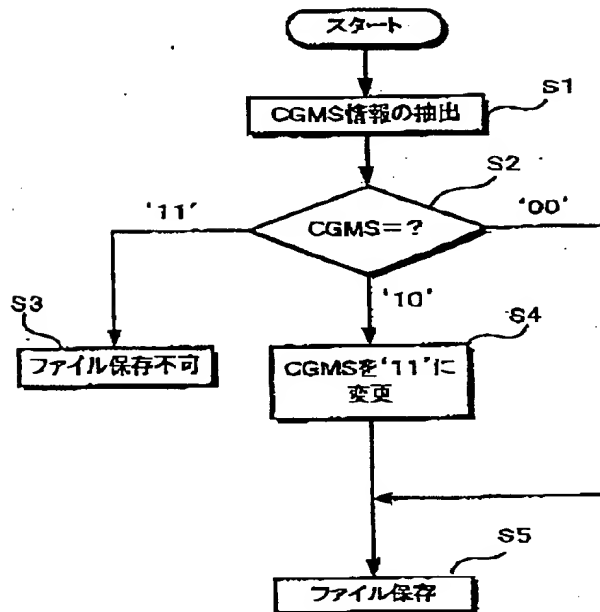 スタート
S1
CGMS情報の抽出
S2
'11'
CGMS=?
'00'
S3
'10'
S4
ファイル保存不可
CGMSを'11'に
変更
S5
ファイル保存